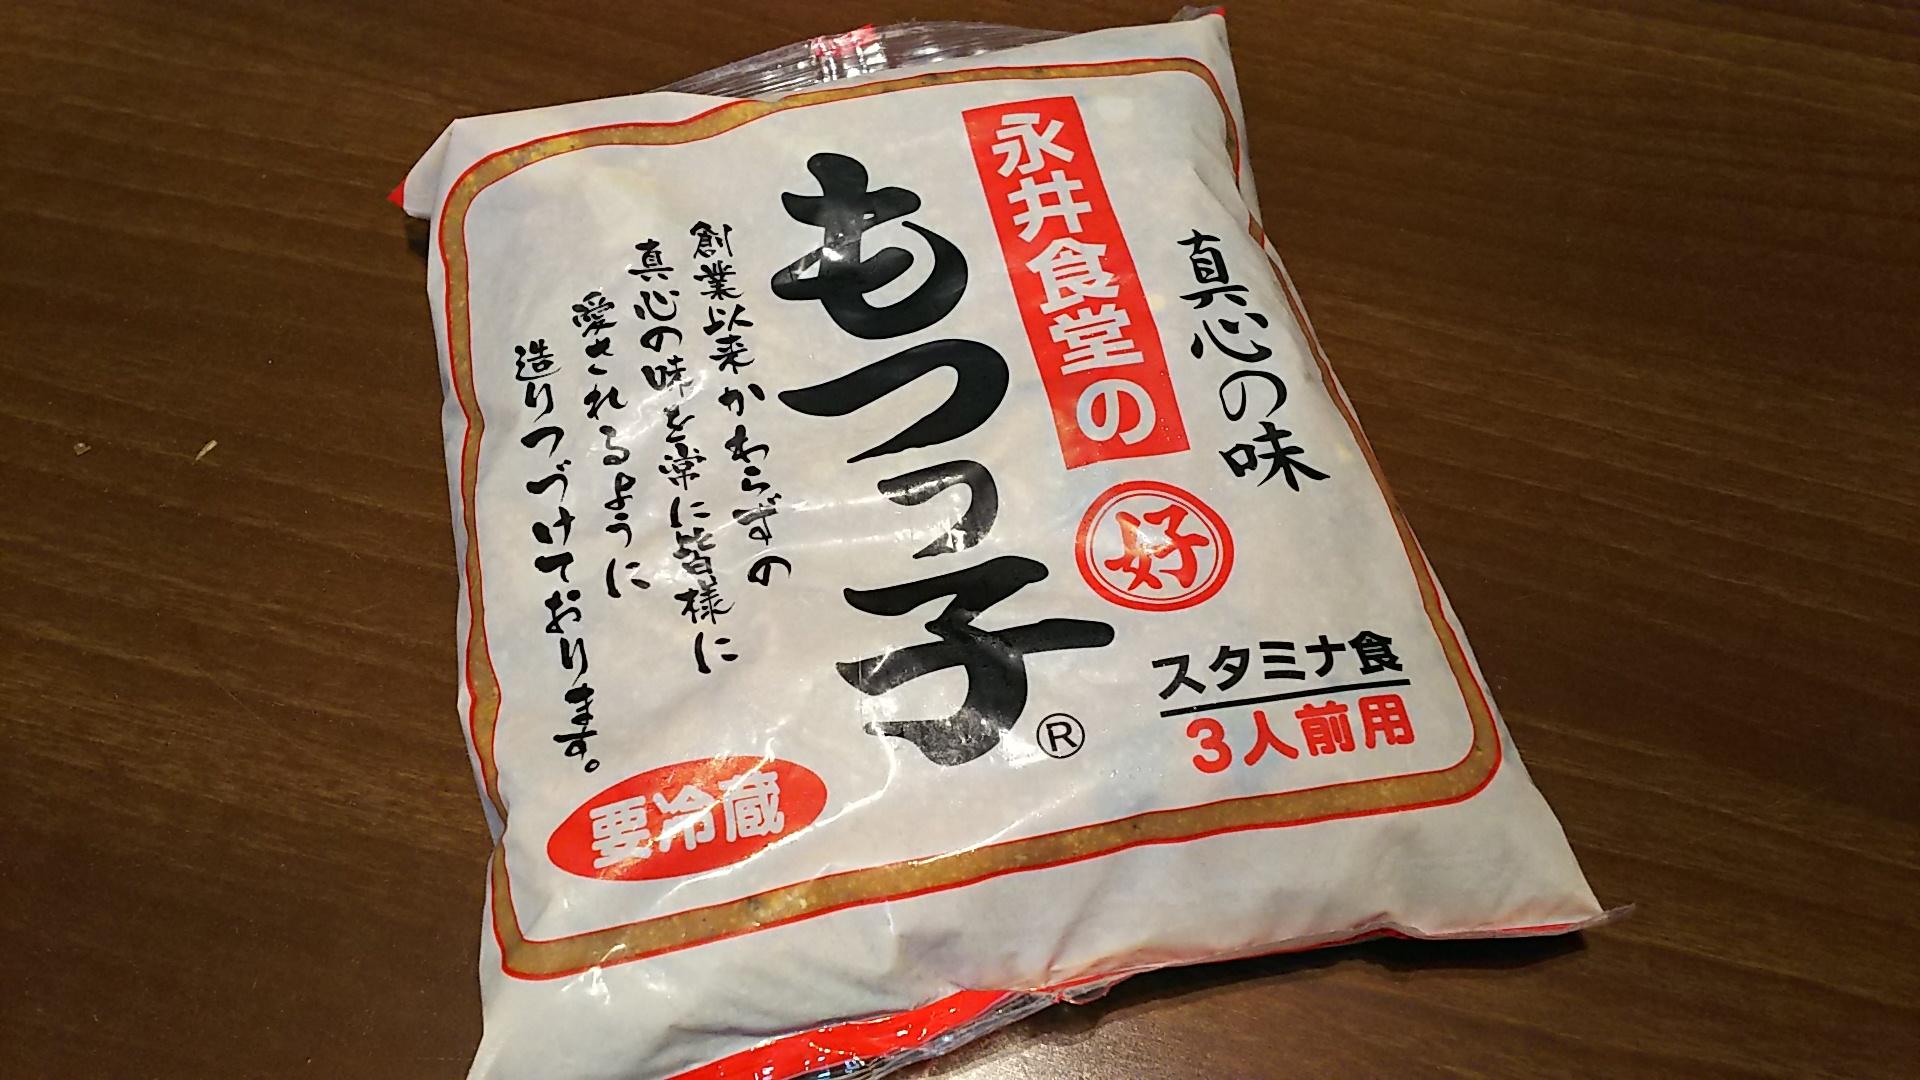 真心の味
永井食堂の
もつっ子
®
好
スタミナ食
3人前用
創業以来かわらずの
真心の味を常に皆様に
愛されるように
造りつづけております。
要冷蔵